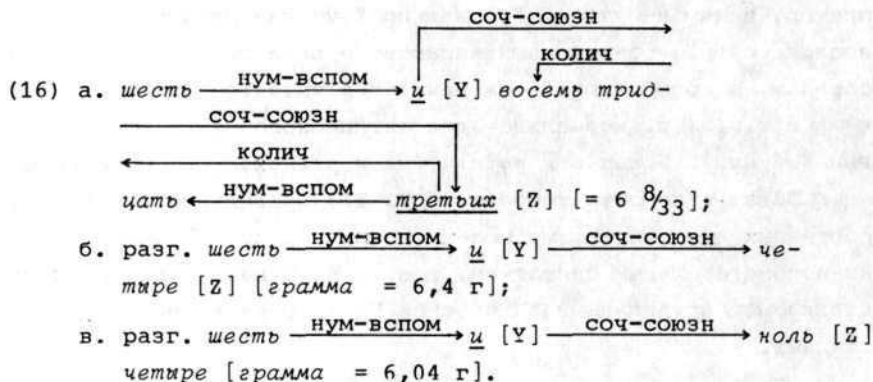 соч-союзн
колич
(16) а. шесть нум-вспом и [Y] восемь трид-
соч-союзн
колич
цать нум-вспом третьих [Z] [= 6 8/33];
б. разг. шесть нум-вспом и [Y] соч-союзн че-
тыре [Z] [грамма = 6,4 г];
в. разг. шесть нум-вспом и [Y] соч-союзн ноль [Z]
четыре [грамма = 6,04 г].